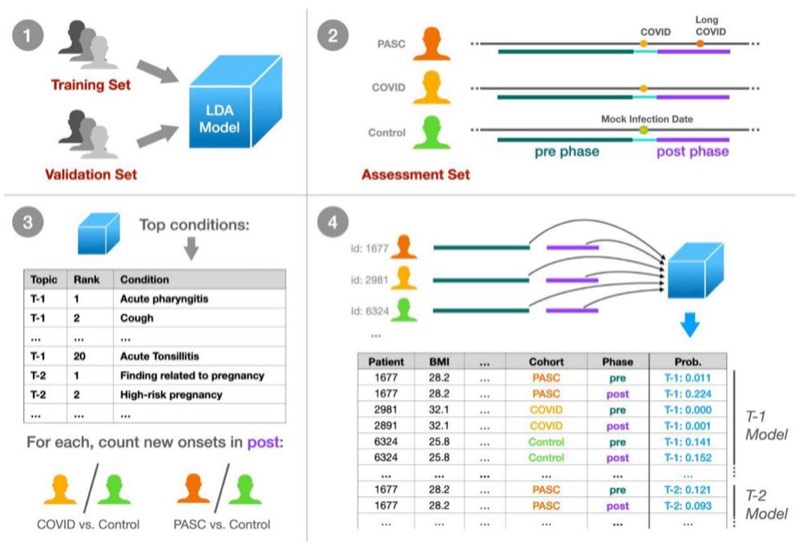 1
Training Set
Validation Set
LDA
Model
2
PASC
COVID
Control
COVID
Long
COVID
Mock Infection Date
pre phase
post phase
Assessment Set
3
Top conditions:
Topic Rank Condition
T-1 1 Acute pharyngitis
T-1 2 Cough
... ... ...
T-1 20 Acute Tonsillitis
T-2 1 Finding related to pregnancy
T-2 2 High-risk pregnancy
... ... ...
For each, count new onsets in post:
COVID vs. Control
PASC vs. Control
4
id: 1677
id: 2981
Id: 6324
...
Patient BMI ... Cohort Phase Prob.
1677 28.2 ... PASC pre T-1: 0.011
1677 28.2 ... PASC post T-1: 0.224
2981 32.1 ... COVID pre T-1: 0.000
2891 32.1 ... COVID post T-1: 0.001
6324 25.8 ... Control pre T-1: 0.141
6324 25.8 ... Control post T-1: 0.152
... ... ... ... ... ...
1677 28.2 ... PASC pre T-2: 0.121
1677 28.2 ... PASC post T-2: 0.093
... ... ... ... ... ...
T-1
Model
T-2
Model